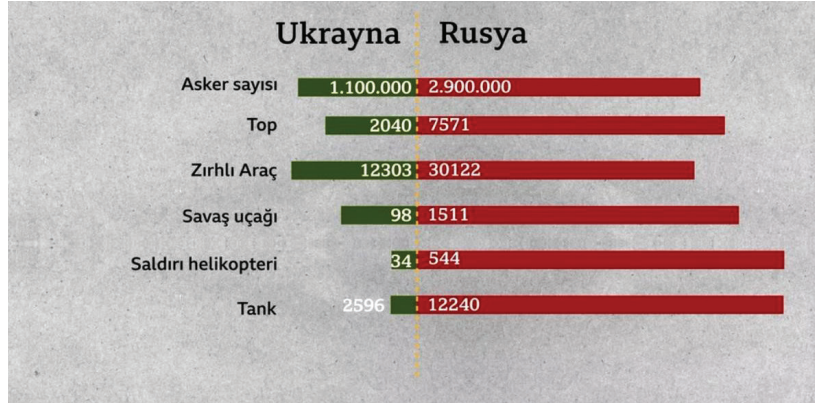 Ukrayna Rusya
Asker sayısı 1.100.000 2.900.000
Top 2040 7571
Zırhlı Araç 12303 30122
Savaş uçağı 98 1511
Saldırı helikopteri 34 544
Tank 2596 12240